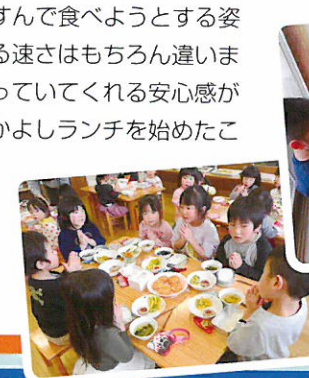 すんで食べようとする姿
る速さはもちろん違いま
っていてくれる安心感が
かよしランチを始めたこ